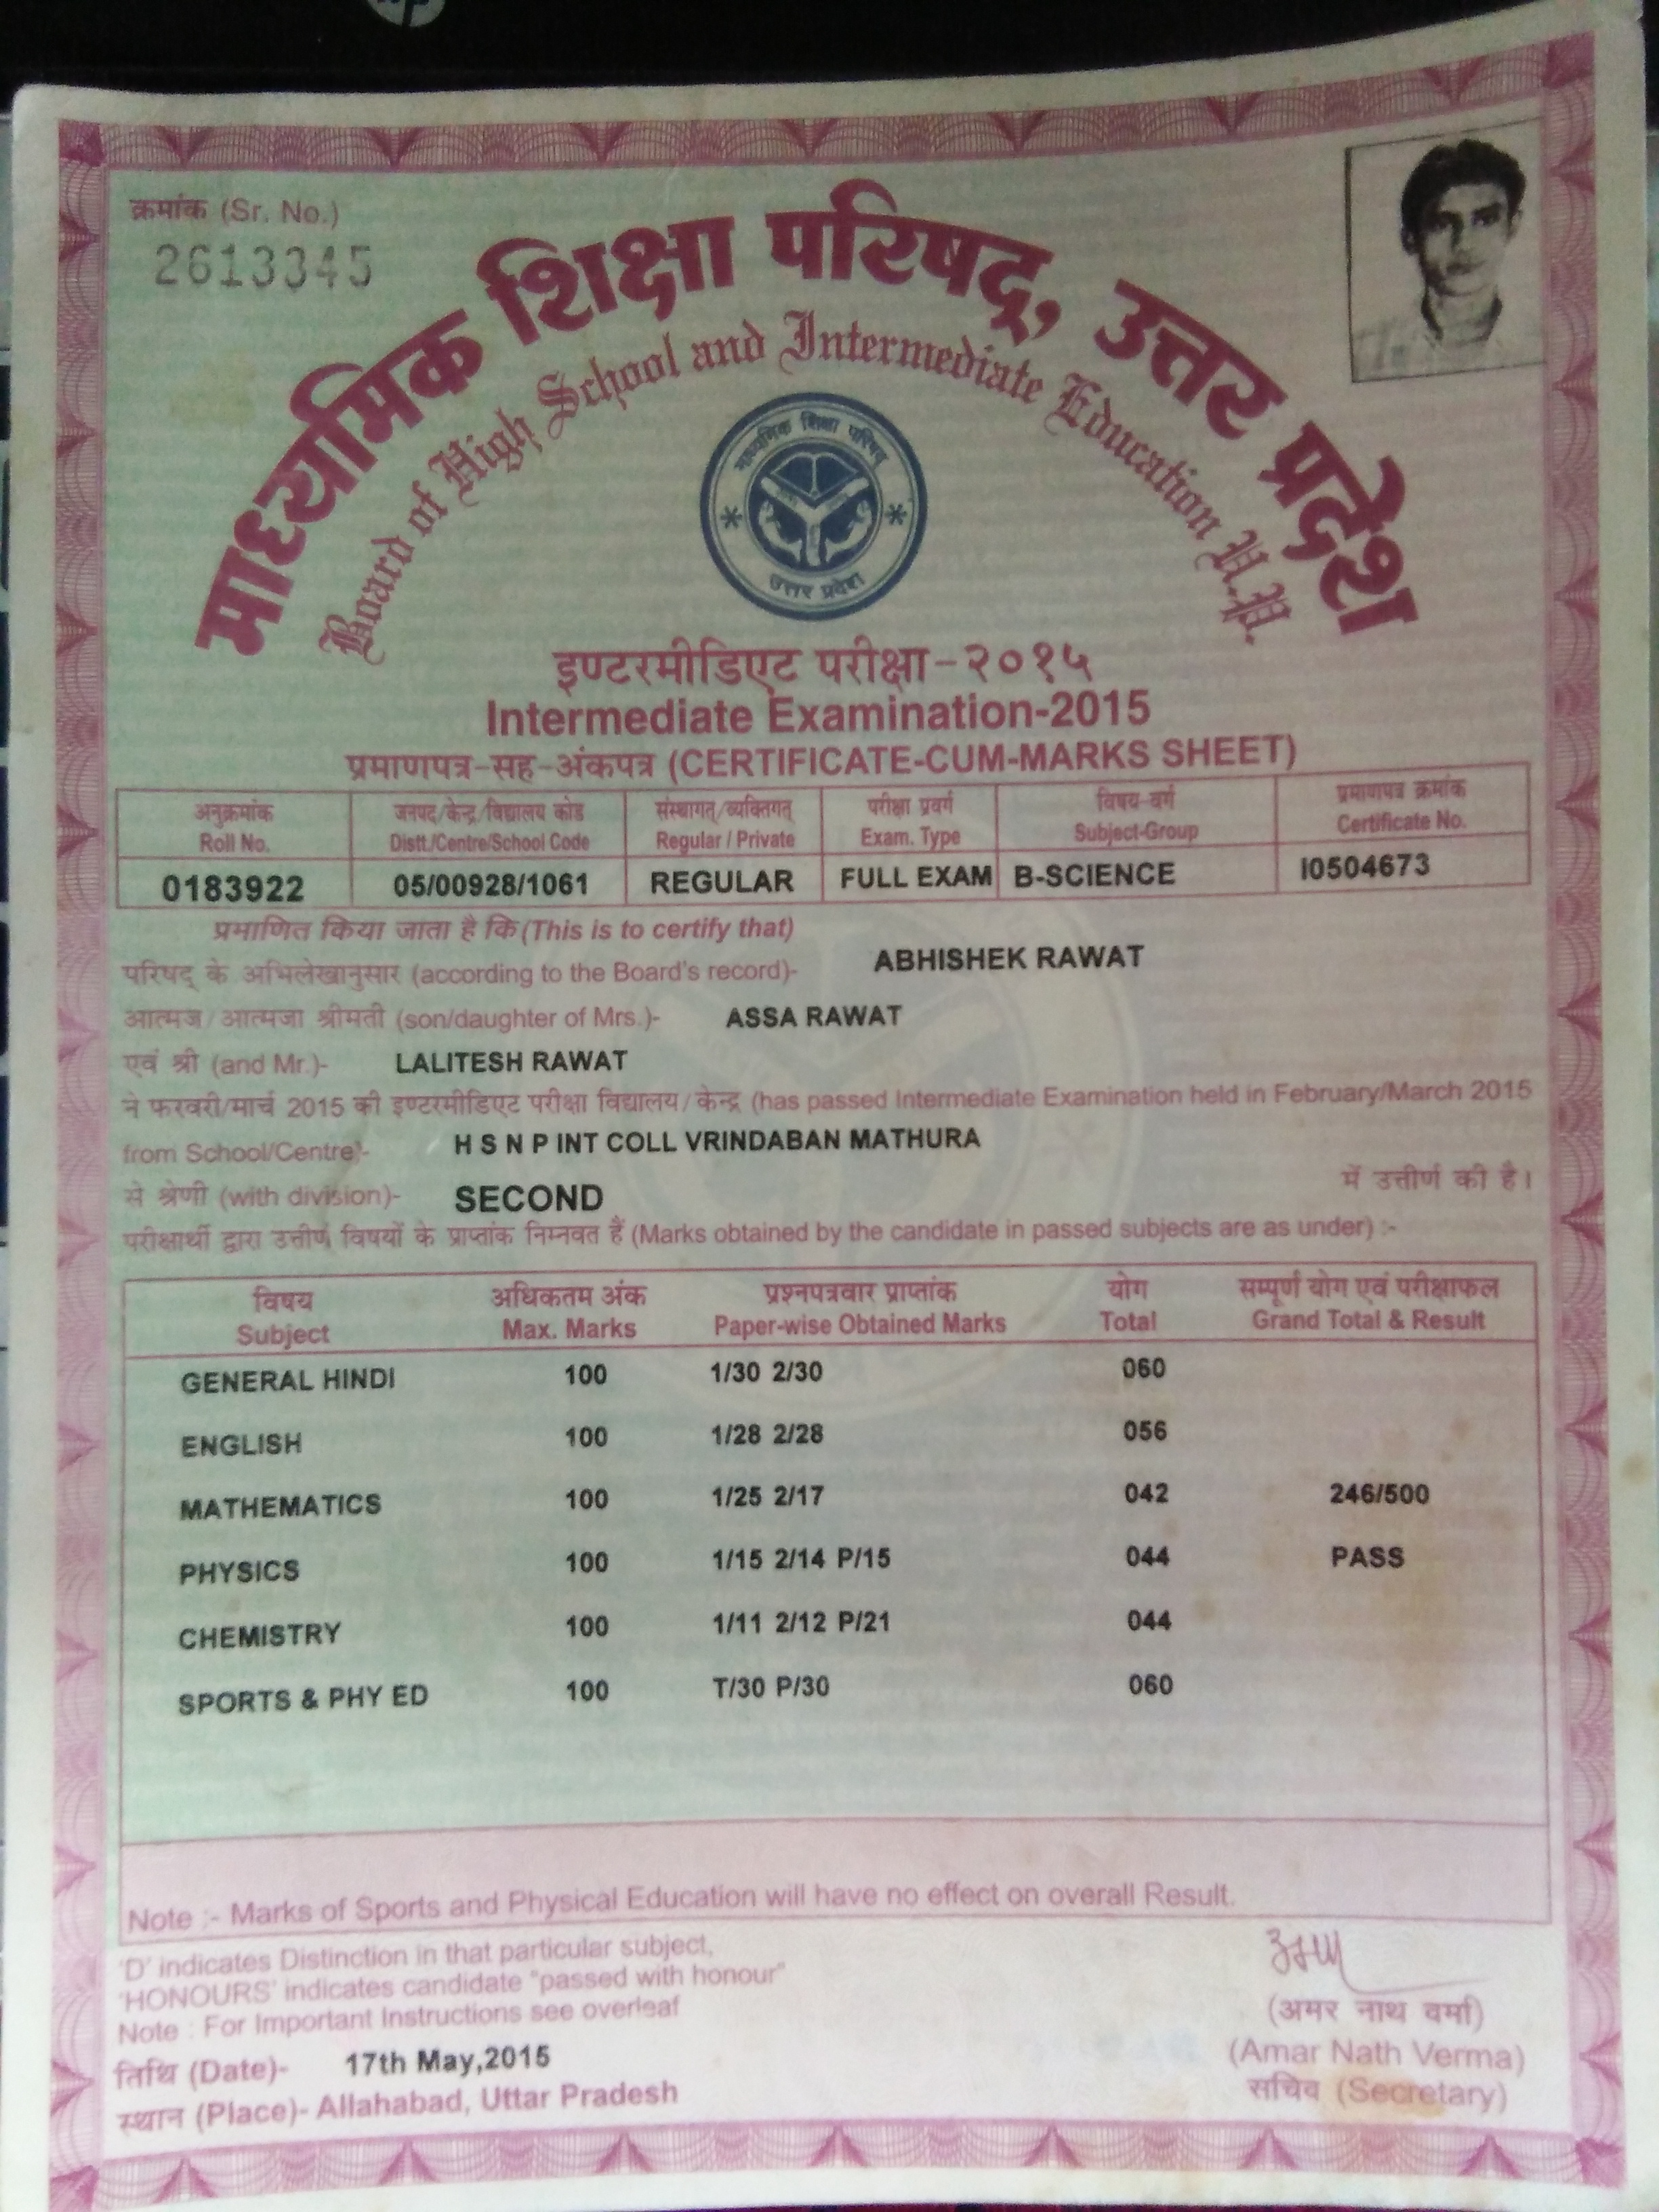 क्रमांक (Sr. No.)
2613345
माध्यमिक शिक्षा परिषद्, उत्तर प्रदेश
Board of High School and Intermediate Education U.P.
माध्यमिक शिक्षा परिषद्
उत्तर प्रदेश
इण्टरमीडिएट परीक्षा-२०१५
Intermediate Examination-2015
प्रमाणपत्र-सह-अंकपत्र (CERTIFICATE-CUM-MARKS SHEET)
अनुक्रमांक जनपद/केन्द्र/विद्यालय कोड संस्थागत्/व्यक्तिगत् परीक्षा प्रवर्ग विषय-वर्ग प्रमाणपत्र क्रमांक
Roll No. Distt./Centre/School Code Regular / Private Exam. Type Subject-Group Certificate No.
0183922 05/00928/1061 REGULAR FULL EXAM B-SCIENCE I0504673
प्रमाणित किया जाता है कि (This is to certify that)
परिषद् के अभिलेखानुसार (according to the Board's record)- ABHISHEK RAWAT
आत्मज/आत्मजा श्रीमती (son/daughter of Mrs.)- ASSA RAWAT
एवं श्री (and Mr.)- LALITESH RAWAT
ने फरवरी/मार्च 2015 की इण्टरमीडिएट परीक्षा विद्यालय/केन्द्र (has passed Intermediate Examination held in February/March 2015
from School/Centre)- H S N P INT COLL VRINDABAN MATHURA
से श्रेणी (with division)- SECOND में उत्तीर्ण की है।
परीक्षार्थी द्वारा उत्तीर्ण विषयों के प्राप्तांक निम्नवत हैं (Marks obtained by the candidate in passed subjects are as under) :-
विषय अधिकतम अंक प्रश्नपत्रवार प्राप्तांक योग सम्पूर्ण योग एवं परीक्षाफल
Subject Max. Marks Paper-wise Obtained Marks Total Grand Total & Result
GENERAL HINDI 100 1/30 2/30 060
ENGLISH 100 1/28 2/28 056
MATHEMATICS 100 1/25 2/17 042 246/500
PHYSICS 100 1/15 2/14 P/15 044 PASS
CHEMISTRY 100 1/11 2/12 P/21 044
SPORTS & PHY ED 100 T/30 P/30 060
Note :- Marks of Sports and Physical Education will have no effect on overall Result.
'D' indicates Distinction in that particular subject,
'HONOURS' indicates candidate "passed with honour"
Note : For Important Instructions see overleaf
(अमर नाथ वर्मा)
तिथि (Date)- 17th May,2015
(Amar Nath Verma)
स्थान (Place)- Allahabad, Uttar Pradesh
सचिव (Secretary)